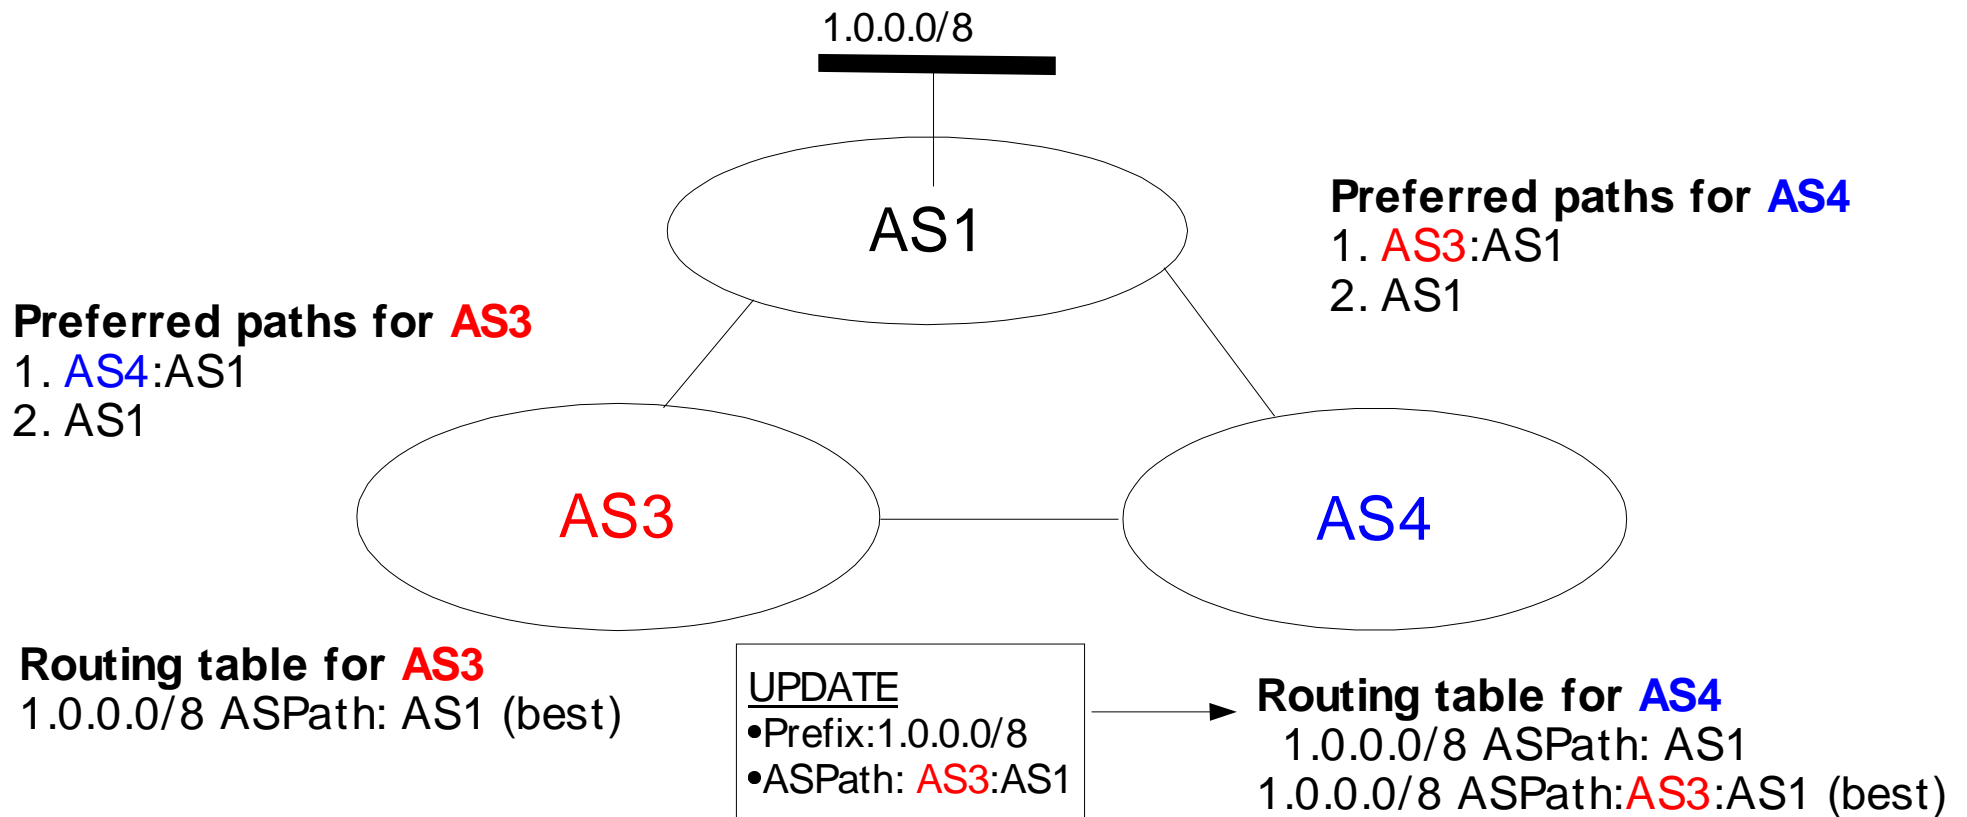 1.0.0.0/8
AS1
Preferred paths for AS4
1. AS3:AS1
2. AS1
Preferred paths for AS3
1. AS4:AS1
2. AS1
AS3
AS4
Routing table for AS3
1.0.0.0/8 ASPath: AS1 (best)
UPDATE
•Prefix:1.0.0.0/8
•ASPath: AS3:AS1
Routing table for AS4
1.0.0.0/8 ASPath: AS1
1.0.0.0/8 ASPath:AS3:AS1 (best)